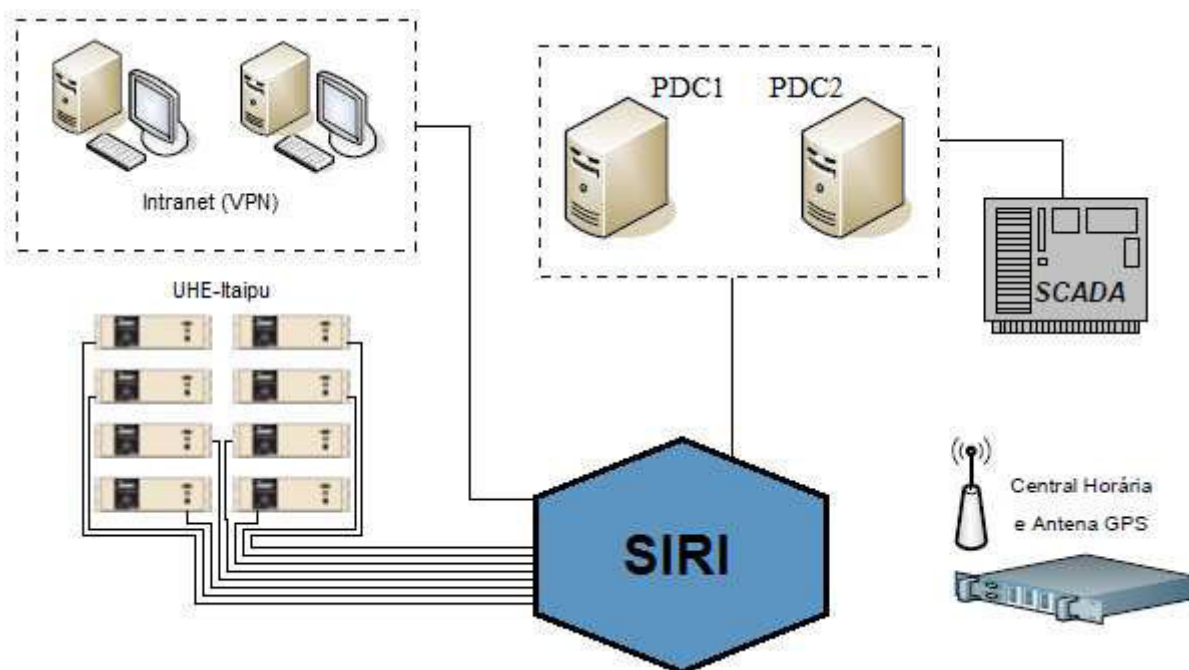 PDC1 PDC2
Intranet (VPN)
UHE-Itaipu
SCADA
Central Horária
e Antena GPS
SIRI